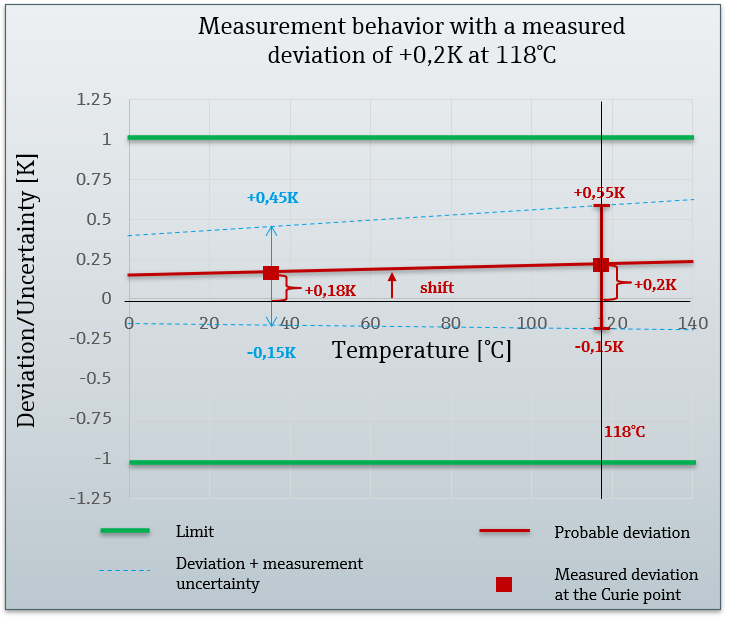 Measurement behavior with a measured
deviation of +0,2K at 118°C
Deviation/Uncertainty [K]
1.25
1
0.75
0.5
0.25
0
-0.25
-0.5
-0.75
-1
-1.25
+0,45K
+0,55K
+0,18K
shift
+0,2K
0
20
40
60
80
100
120
140
-0,15K
Temperature [°C]
-0,15K
118°C
Limit
Probable deviation
Deviation + measurement
uncertainty
Measured deviation
at the Curie point